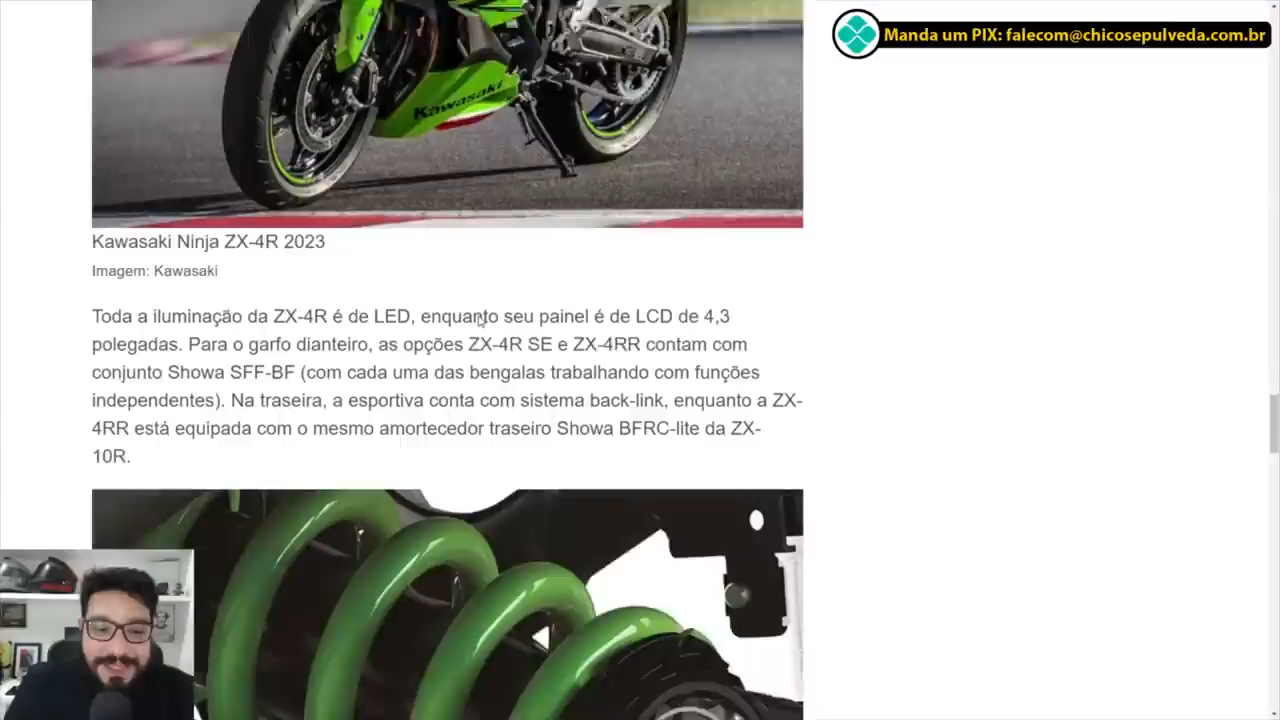 Manda um PIX: falecom@chicosepulveda.com.br
Kawasaki
Kawasaki Ninja ZX-4R 2023
Imagem: Kawasaki
Toda a iluminação da ZX-4R é de LED, enquanto seu painel é de LCD de 4,3
polegadas. Para o garfo dianteiro, as opções ZX-4R SE e ZX-4RR contam com
conjunto Showa SFF-BF (com cada uma das bengalas trabalhando com funções
independentes). Na traseira, a esportiva conta com sistema back-link, enquanto a ZX-
4RR está equipada com o mesmo amortecedor traseiro Showa BFRC-lite da ZX-
10R.